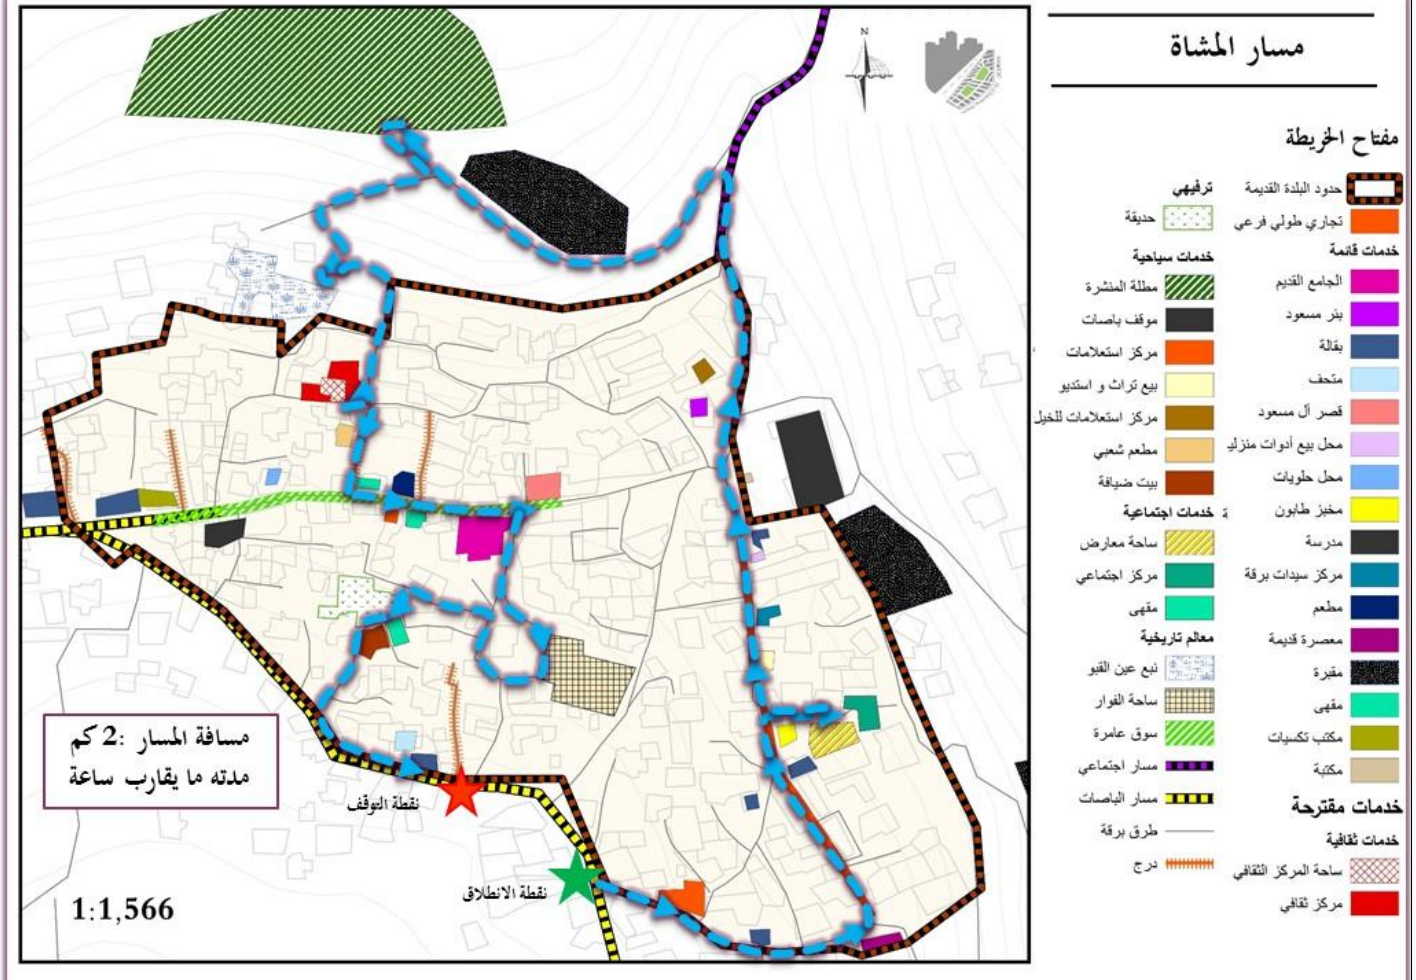 مسار المشاة
مفتاح الخريطة
حدود البلدة القديمة
تجاري طولي فرعي
خدمات قائمة
الجامع القديم
بئر مسعود
بقالة
متحف
قصر آل مسعود
محل بيع أدوات منزلي
محل حلويات
مخبز طابون
مدرسة
مركز سيدات برقة
مطعم
معصرة قديمة
مقبرة
مقهى
مكتب تكسيات
مكتبة
خدمات مقترحة
خدمات ثقافية
ساحة المركز الثقافي
مركز ثقافي
ترفيهي
حديقة
خدمات سياحية
مطلة المنشرة
موقف باصات
مركز استعلامات
بيع تراث و استديو
مركز استعلامات للخيل
مطعم شعبي
بيت ضيافة
خدمات اجتماعية
ة
ساحة معارض
مركز اجتماعي
مقهى
معالم تاريخية
نبع عين القبو
ساحة الفوار
سوق عامرة
مسار اجتماعي
مسار الباصات
طرق برقة
درج
N
مسافة المسار :2 كم
مدته ما يقارب ساعة
نقطة التوقف
نقطة الانطلاق
1:1,566